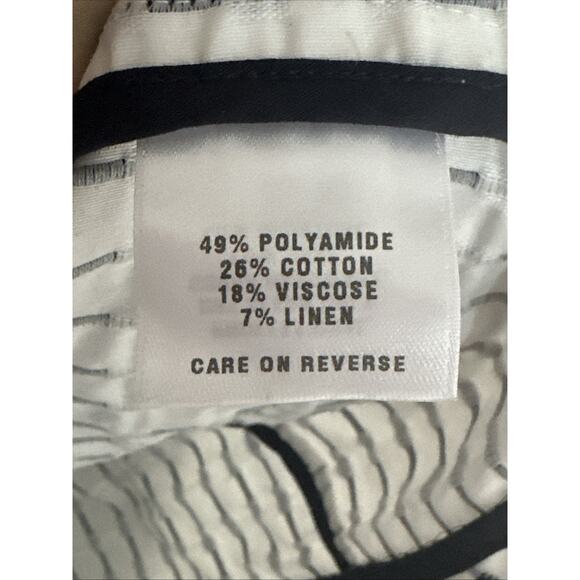 49% POLYAMIDE
26% COTTON
18% VISCOSE
7% LINEN
CARE ON REVERSE